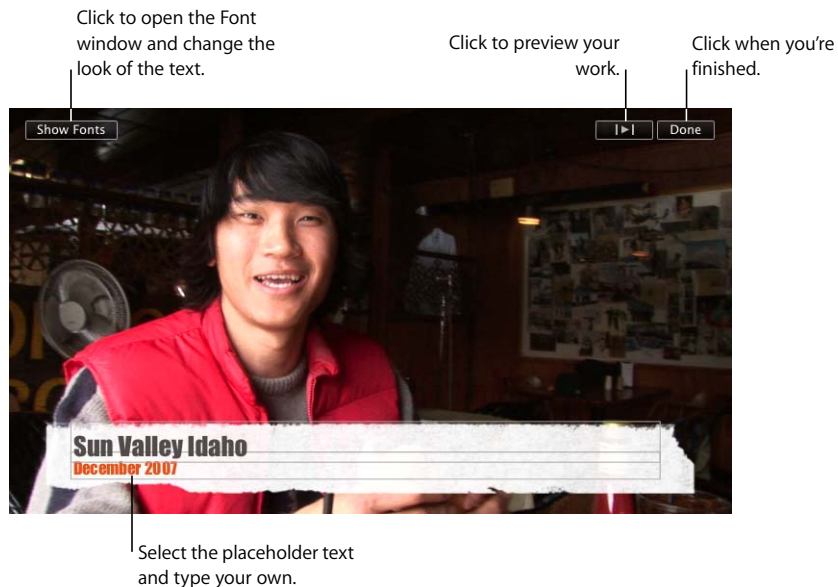 Click to open the Font
window and change the
look of the text.
Click to preview your
work.
Click when you’re
finished.
Show Fonts
Done
Sun Valley Idaho
December 2007
Select the placeholder text
and type your own.